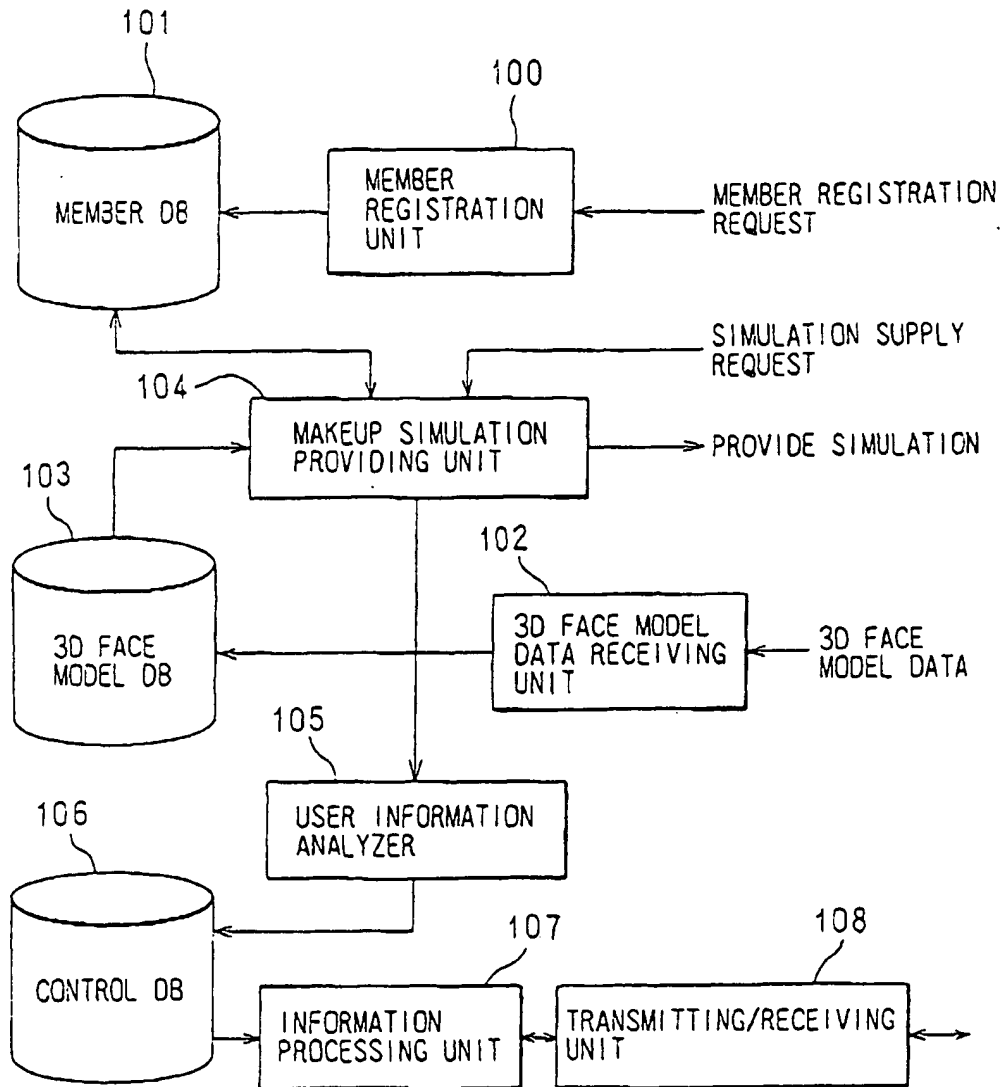 101
100
MEMBER DB
MEMBER
REGISTRATION
UNIT
MEMBER REGISTRATION
REQUEST
SIMULATION SUPPLY
REQUEST
104
MAKEUP SIMULATION
PROVIDING UNIT
PROVIDE SIMULATION
103
102
3D FACE
MODEL DB
3D FACE MODEL
DATA RECEIVING
UNIT
3D FACE
MODEL DATA
105
USER INFORMATION
ANALYZER
106
CONTROL DB
107
INFORMATION
PROCESSING UNIT
108
TRANSMITTING/RECEIVING
UNIT